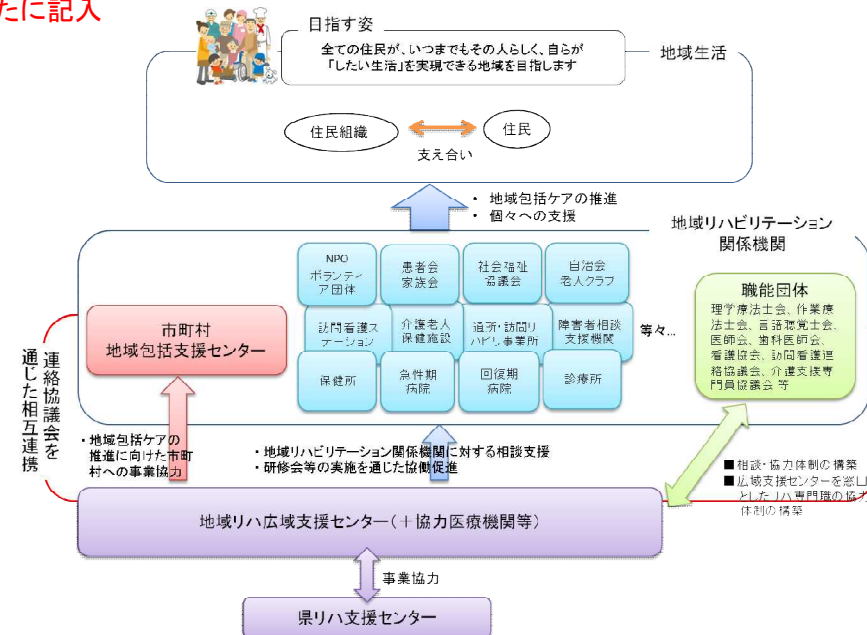 たに記入
目指す姿
全ての住民が、いつまでもその人らしく、自らが
「したい生活」を実現できる地域を目指します
地域生活
住民組織
住民
支え合い
・ 地域包括ケアの推進
・ 個々への支援
地域リハビリテーション
関係機関
NPO
ボランティ
ア団体
患者会
家族会
社会福祉
協議会
自治会
老人クラブ
訪問看護ス
テーション
介護老人
保健施設
通所・訪問リ
ハビリ事業所
障害者相談
支援機関
等々...
保健所
急性期
病院
回復期
病院
診療所
市町村
地域包括支援センター
職能団体
理学療法士会、作業療
法士会、言語聴覚士会、
医師会、歯科医師会、
看護協会、訪問看護連
絡協議会、介護支援専
門員協議会 等
連絡協議会を
通じた相互連携
・地域包括ケアの
推進に向けた市町
村への事業協力
・地域リハビリテーション関係機関に対する相談支援
・研修会等の実施を通じた協働促進
■相談・協力体制の構築
■広域支援センターを窓口
としたリハ専門職の協力
体制の構築
地域リハ広域支援センター(+協力医療機関等)
事業協力
県リハ支援センター